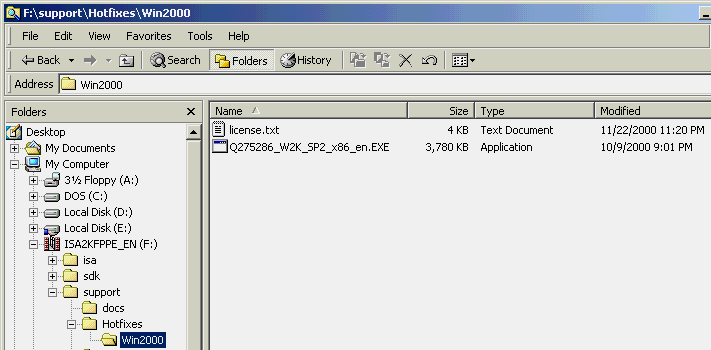 F:\support\Hotfixes\Win2000
File Edit View Favorites Tools Help
Back Search Folders History
Address Win2000
Folders
Desktop
My Documents
My Computer
3½ Floppy (A:)
DOS (C:)
Local Disk (D:)
Local Disk (E:)
ISA2KFPPE_EN (F:)
isa
sdk
support
docs
Hotfixes
Win2000
Name Size Type Modified
license.txt 4 KB Text Document 11/22/2000 11:20 PM
Q275286_W2K_SP2_x86_en.EXE 3,780 KB Application 10/9/2000 9:01 PM